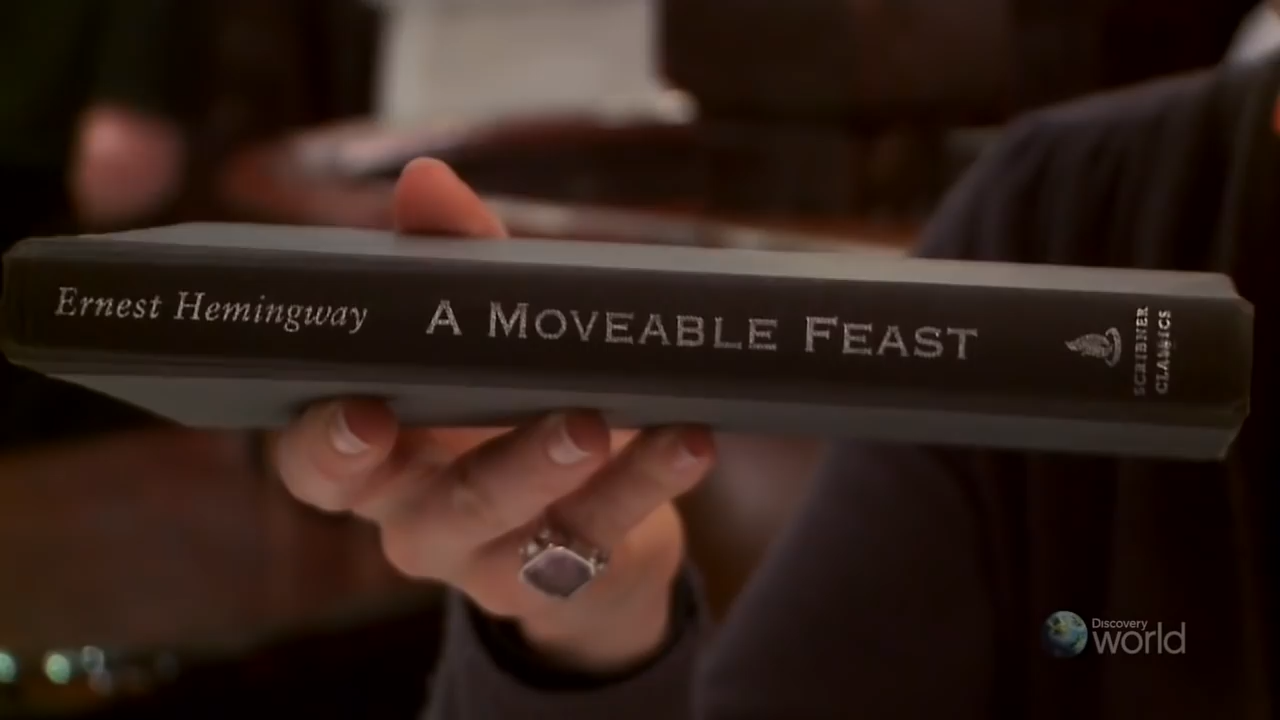 Ernest Hemingway A MOVEABLE FEAST
SCRIBNER
CLASSICS
Discovery
world